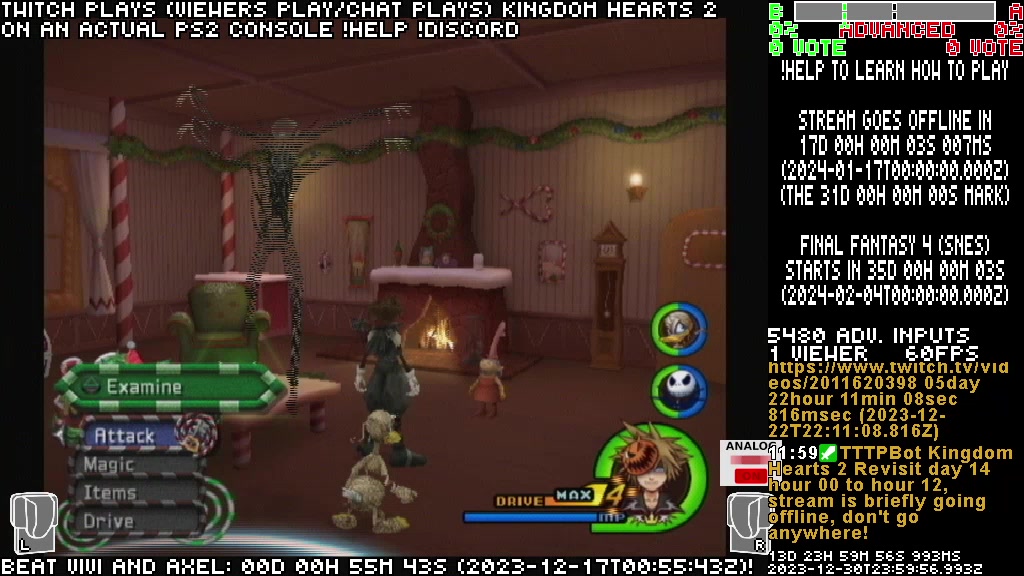 TWITCH PLAYS (VIEWERS PLAY/CHAT PLAYS) KINGDOM HEARTS 2
ON AN ACTUAL PS2 CONSOLE !HELP !DISCORD
B A
0% ADVANCED 0%
0 VOTE 0 VOTE
!HELP TO LEARN HOW TO PLAY
STREAM GOES OFFLINE IN
17D 00H 00M 03S 007MS
(2024-01-17T00:00:00.000Z)
(THE 31D 00H 00M 00S MARK)
FINAL FANTASY 4 (SNES)
STARTS IN 35D 00H 00M 03S
(2024-02-04T00:00:00.000Z)
5480 ADV. INPUTS
1 VIEWER 60FPS
https://www.twitch.tv/vid
eos/2011620398 05day
22hour 11min 08sec
816msec (2023-12-
22T22:11:08.816Z)
11:59 TTTPBot Kingdom
Hearts 2 Revisit day 14
hour 00 to hour 12,
stream is briefly going
offline, don't go
anywhere!
13D 23H 59M 56S 993MS
2023-12-30T23:59:56.993Z
Examine
Attack
Magic
Items
Drive
DRIVE MAX 4
MP
ANALOG
L
R
BEAT VIVI AND AXEL: 00D 00H 55M 43S (2023-12-17T00:55:43Z)!